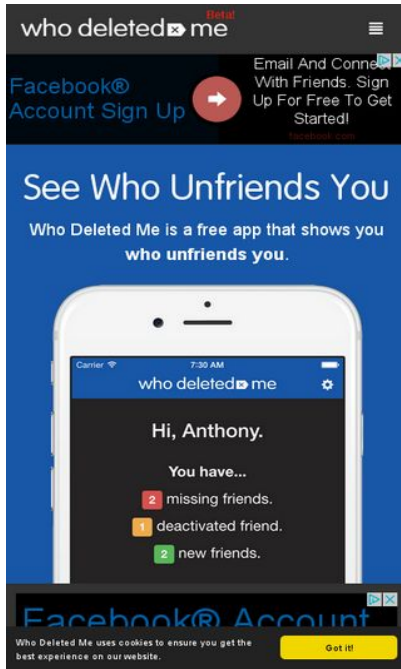 Beta!
who deleted me
Facebook®
Account Sign Up
Email And Connect
With Friends. Sign
Up For Free To Get
Started!
facebook.com
See Who Unfriends You
Who Deleted Me is a free app that shows you
who unfriends you.
Carrier 7:30 AM
who deleted me
Hi, Anthony.
You have...
2 missing friends.
1 deactivated friend.
2 new friends.
Facebook® Account
Who Deleted Me uses cookies to ensure you get the
best experience on our website.
Got it!